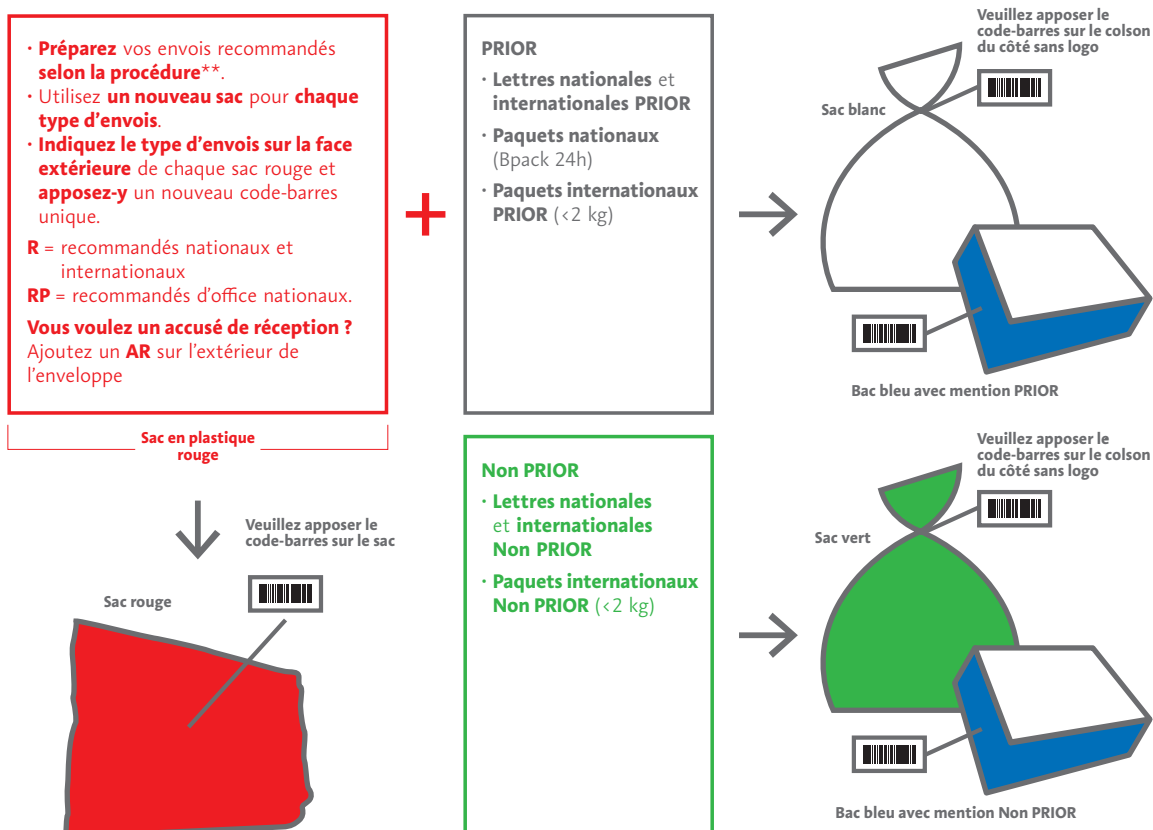 · Préparez vos envois recommandés
selon la procédure**.
· Utilisez un nouveau sac pour chaque
type d'envois.
· Indiquez le type d'envois sur la face
extérieure de chaque sac rouge et
apposez-y un nouveau code-barres
unique.
R = recommandés nationaux et
internationaux
RP = recommandés d'office nationaux.
Vous voulez un accusé de réception ?
Ajoutez un AR sur l'extérieur de
l'enveloppe
Sac en plastique
rouge
Veuillez apposer le
code-barres sur le sac
Sac rouge
PRIOR
· Lettres nationales et
internationales PRIOR
· Paquets nationaux
(Bpack 24h)
· Paquets internationaux
PRIOR (<2 kg)
Veuillez apposer le
code-barres sur le colson
du côté sans logo
Sac blanc
Bac bleu avec mention PRIOR
Non PRIOR
· Lettres nationales
et internationales
Non PRIOR
· Paquets internationaux
Non PRIOR (<2 kg)
Veuillez apposer le
code-barres sur le colson
du côté sans logo
Sac vert
Bac bleu avec mention Non PRIOR